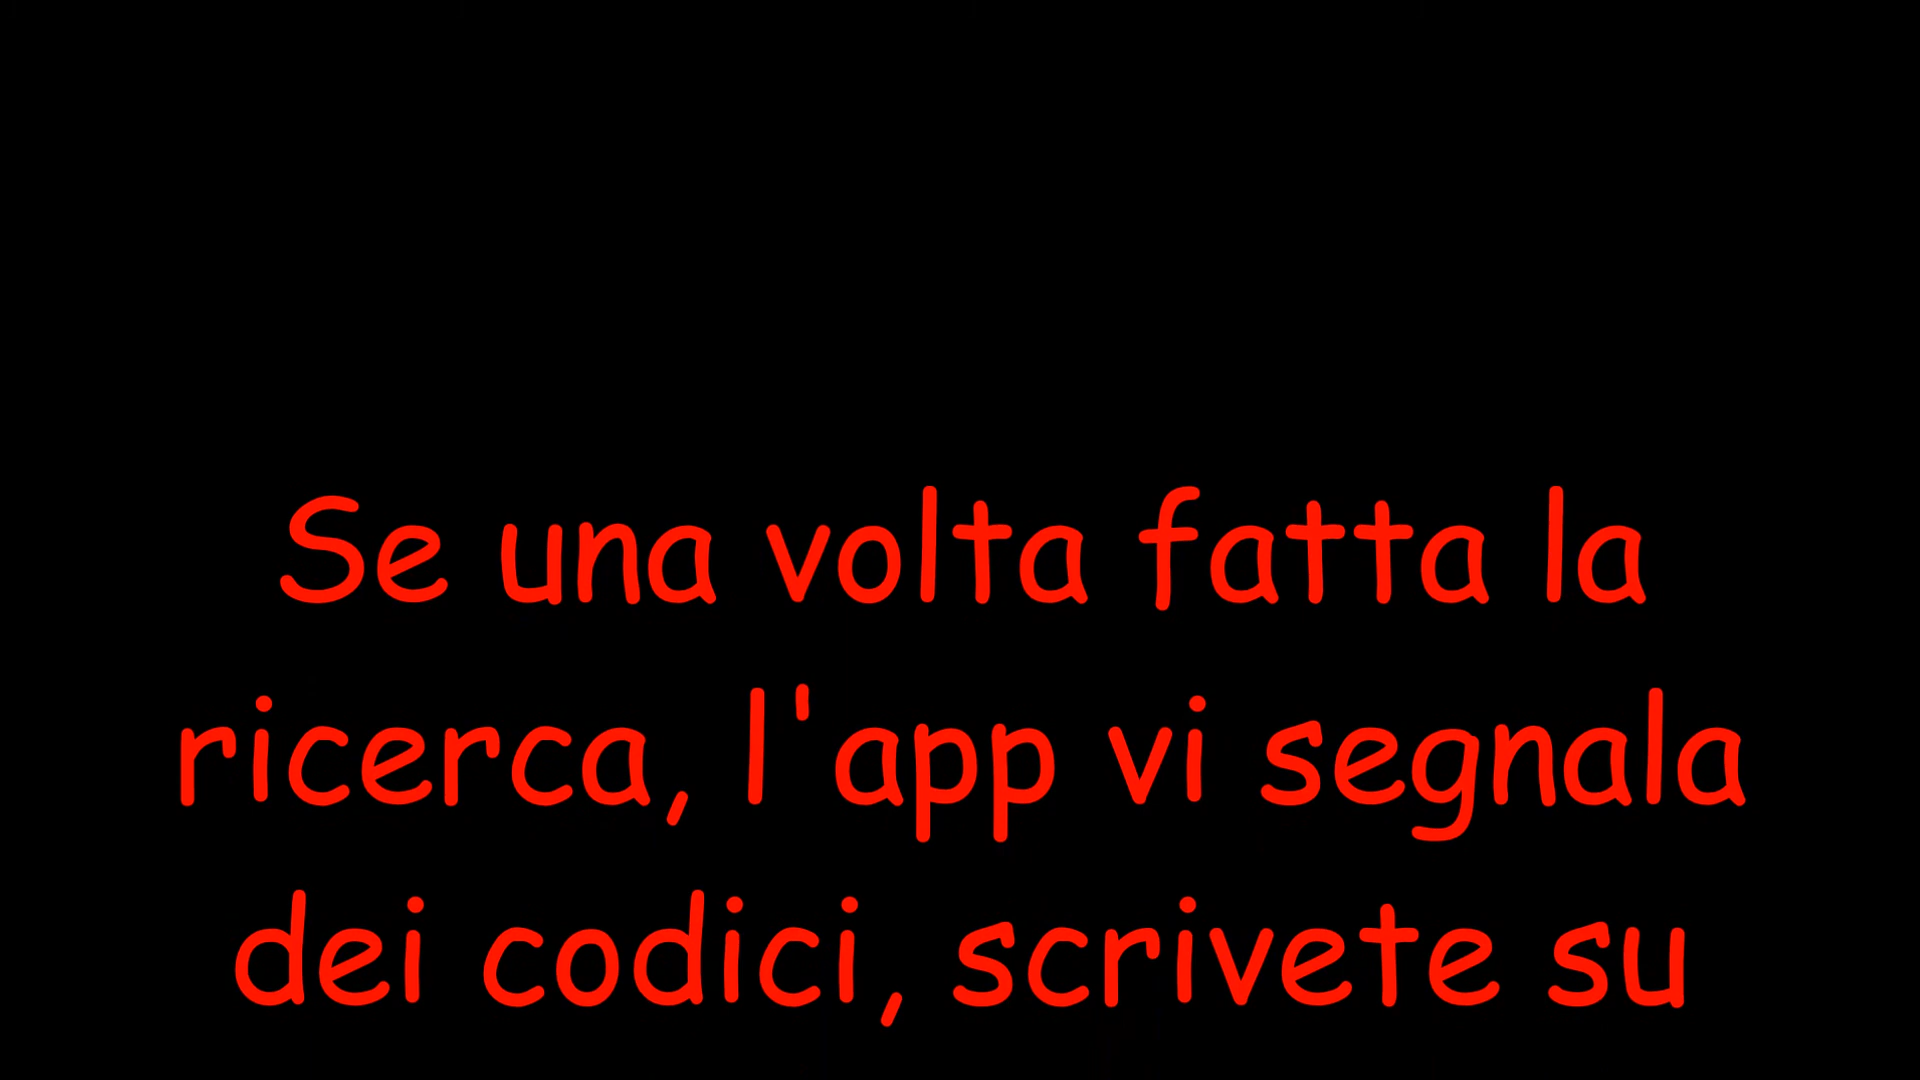 Se una volta fatta la
ricerca, l'app vi segnala
dei codici, scrivete su